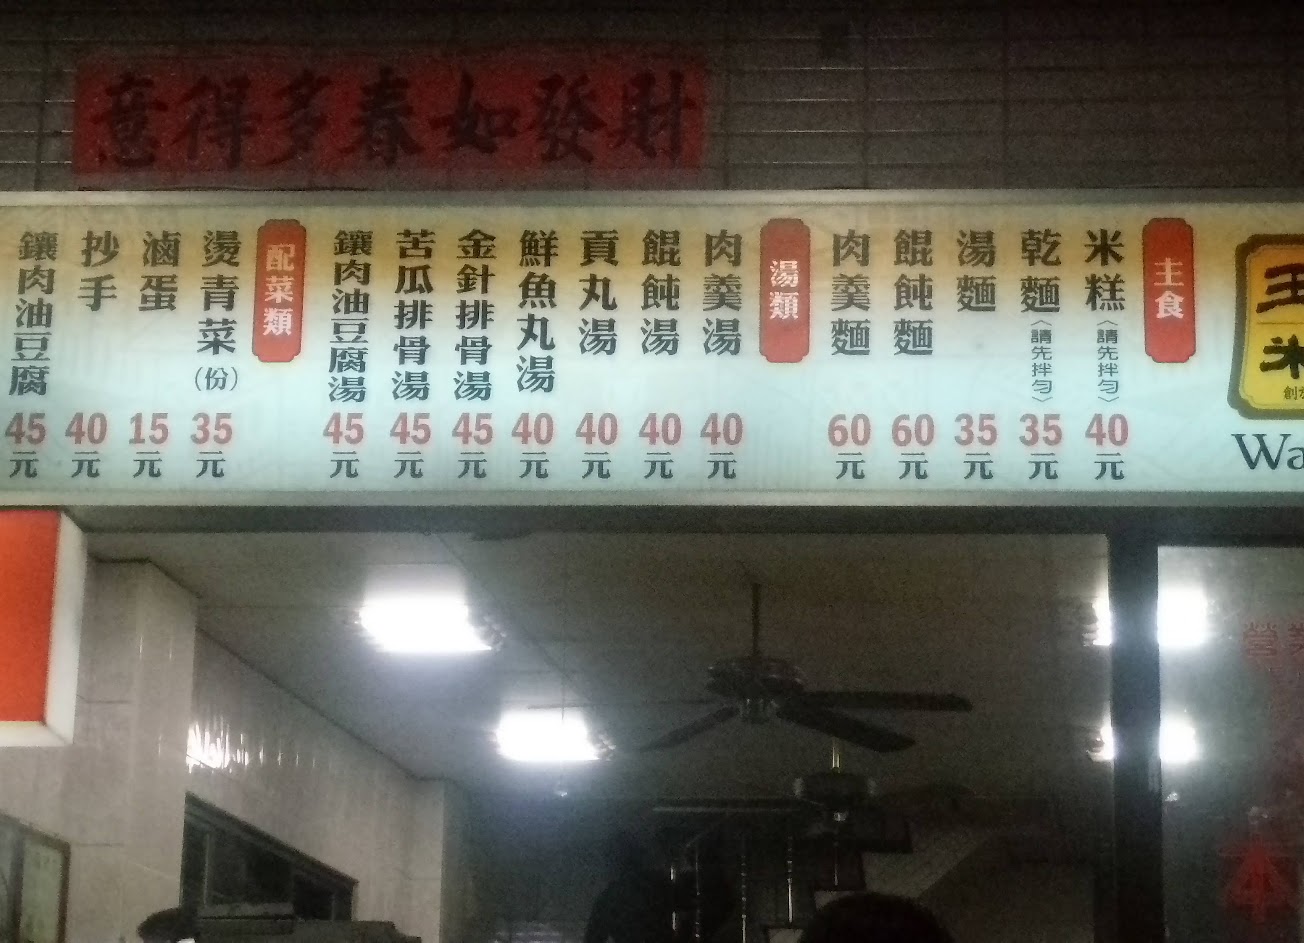 財發如春多得意
主食
米糕(請先拌勻)40元
乾麵(請先拌勻)35元
湯麵35元
餛飩麵60元
肉羹麵60元
湯類
肉羹湯40元
餛飩湯40元
貢丸湯40元
鮮魚丸湯40元
金針排骨湯45元
苦瓜排骨湯45元
鑲肉油豆腐湯45元
配菜類
燙青菜(份)35元
滷蛋15元
抄手40元
鑲肉油豆腐45元
Wa
營業